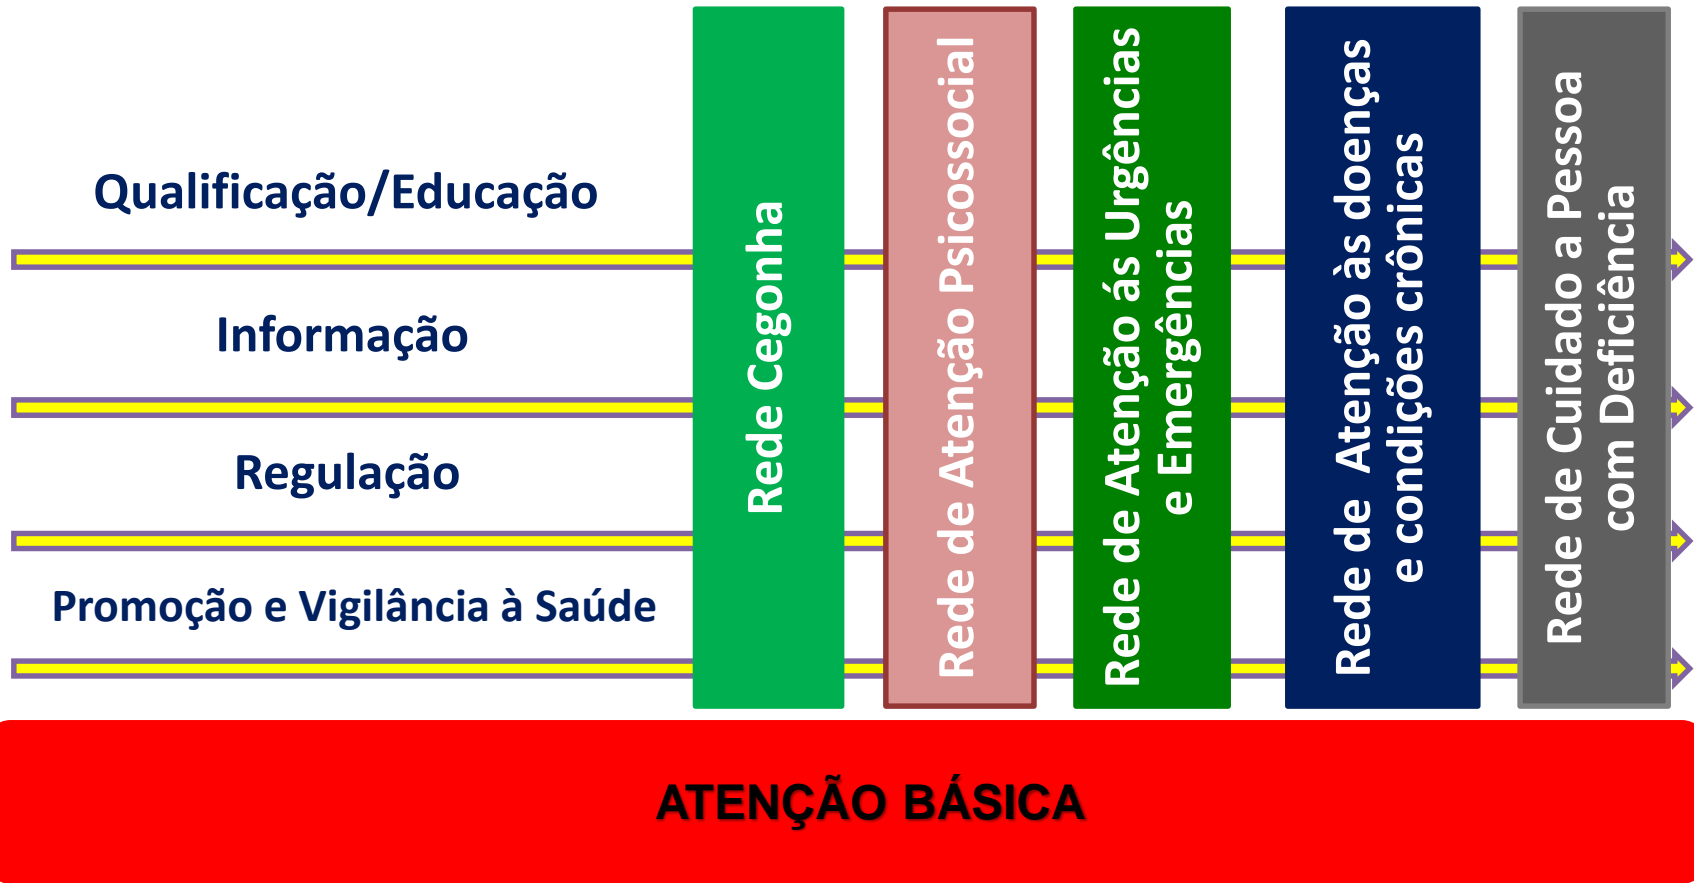 Qualificação/Educação
Informação
Regulação
Promoção e Vigilância à Saúde
Rede Cegonha
Rede de Atenção Psicossocial
Rede de Atenção ás Urgências
e Emergências
Rede de Atenção às doenças
e condições crônicas
Rede de Cuidado a Pessoa
com Deficiência
ATENÇÃO BÁSICA